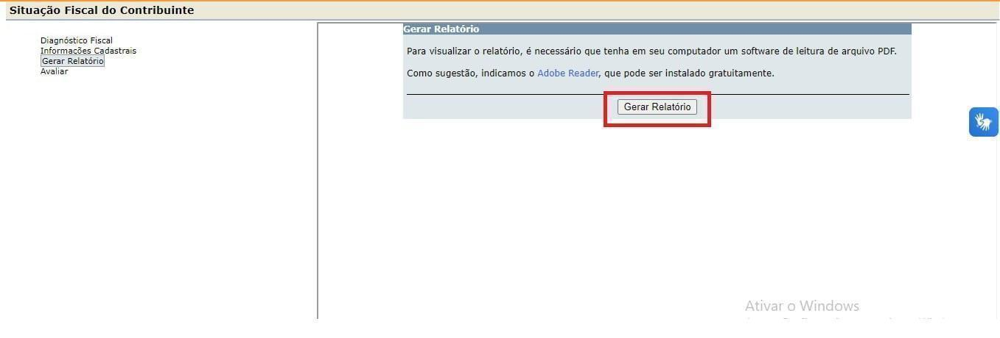 Situação Fiscal do Contribuinte
Diagnóstico Fiscal
Informações Cadastrais
Gerar Relatório
Avaliar
Gerar Relatório
Para visualizar o relatório, é necessário que tenha em seu computador um software de leitura de arquivo PDF.
Como sugestão, indicamos o Adobe Reader, que pode ser instalado gratuitamente.
Gerar Relatório
Ativar o Windows